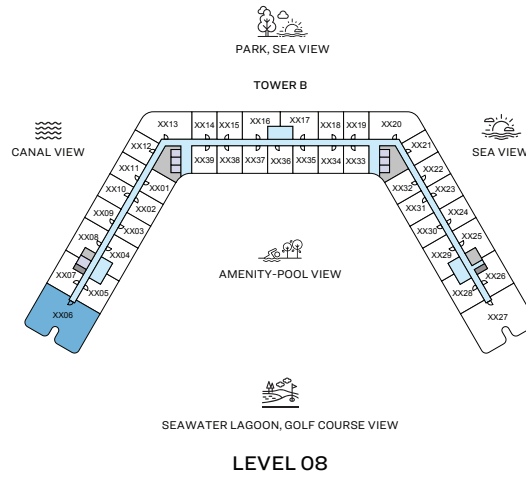 PARK, SEA VIEW
TOWER B
XX13
XX14
XX15
XX16
XX17
XX18
XX19
XX20
CANAL VIEW
SEA VIEW
XX12
XX21
XX39
XX38
XX37
XX36
XX35
XX34
XX33
XX11
XX22
XX10
XX01
XX32
XX23
XX09
XX02
XX31
XX24
XX08
XX03
XX30
XX25
XX07
XX04
AMENITY-POOL VIEW
XX29
XX26
XX05
XX28
XX06
XX27
SEAWATER LAGOON, GOLF COURSE VIEW
LEVEL 08